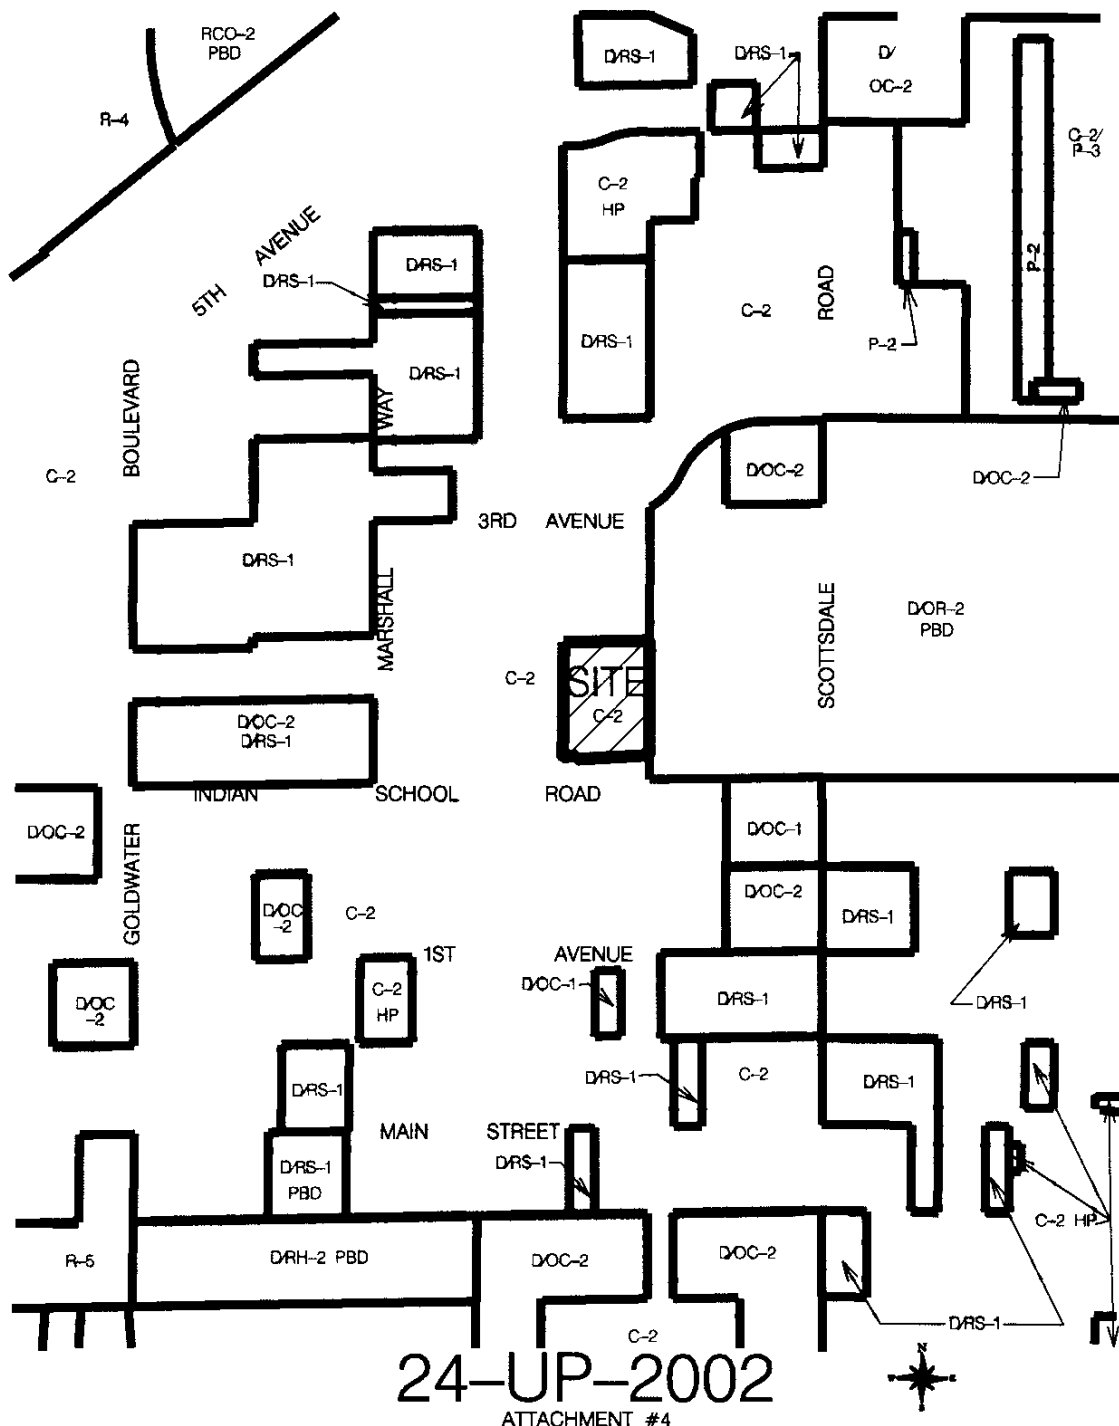 RCO-2
PBD
R-4
D/RS-1
D/RS-1
D/
OC-2
C-2/
P-3
C-2
HP
5TH AVENUE
D/RS-1
D/RS-1
P-2
C-2
ROAD
D/RS-1
P-2
D/RS-1
BOULEVARD
WAY
C-2
D/OC-2
D/OC-2
3RD AVENUE
D/RS-1
MARSHALL
SCOTTSDALE
D/OR-2
PBD
C-2
SITE
C-2
D/OC-2
D/RS-1
INDIAN SCHOOL ROAD
D/OC-2
GOLDWATER
D/OC-1
D/OC-2
D/OC
-2
C-2
D/RS-1
1ST AVENUE
D/OC
-2
C-2
HP
D/OC-1
D/RS-1
D/RS-1
D/RS-1
D/RS-1
C-2
D/RS-1
MAIN STREET
D/RS-1
PBD
D/RS-1
C-2 HP
R-5
D/RH-2 PBD
D/OC-2
D/OC-2
D/RS-1
C-2
24-UP-2002
N
W E
S
ATTACHMENT #4